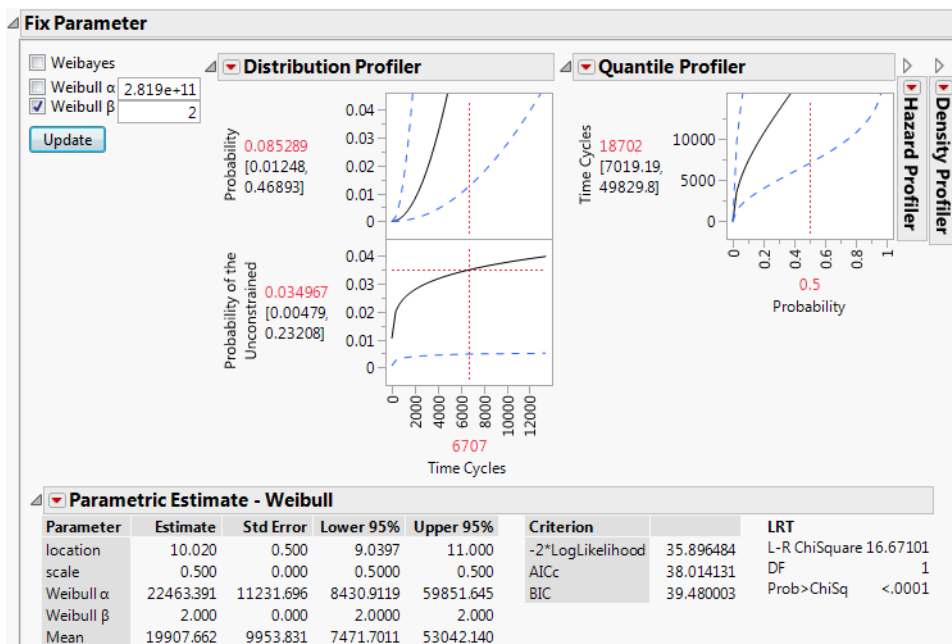 Fix Parameter
Weibayes
Weibull α 2.819e+11
Weibull β 2
Update
Distribution Profiler
Probability
0.085289
[0.01248,
0.46893]
0.04
0.03
0.02
0.01
0
Probability of the
Unconstrained
0.034967
[0.00479,
0.23208]
0.04
0.03
0.02
0.01
0
0 2000 4000 6000 8000 10000 12000
6707
Time Cycles
Quantile Profiler
Time Cycles
18702
[7019.19,
49829.8]
10000
5000
0
0 0.2 0.4 0.6 0.8 1
0.5
Probability
Hazard Profiler
Density Profiler
Parametric Estimate - Weibull
Parameter Estimate Std Error Lower 95% Upper 95%
location 10.020 0.500 9.0397 11.000
scale 0.500 0.000 0.5000 0.500
Weibull α 22463.391 11231.696 8430.9119 59851.645
Weibull β 2.000 0.000 2.0000 2.000
Mean 19907.662 9953.831 7471.7011 53042.140
Criterion
-2*LogLikelihood 35.896484
AICc 38.014131
BIC 39.480003
LRT
L-R ChiSquare 16.67101
DF 1
Prob>ChiSq <.0001